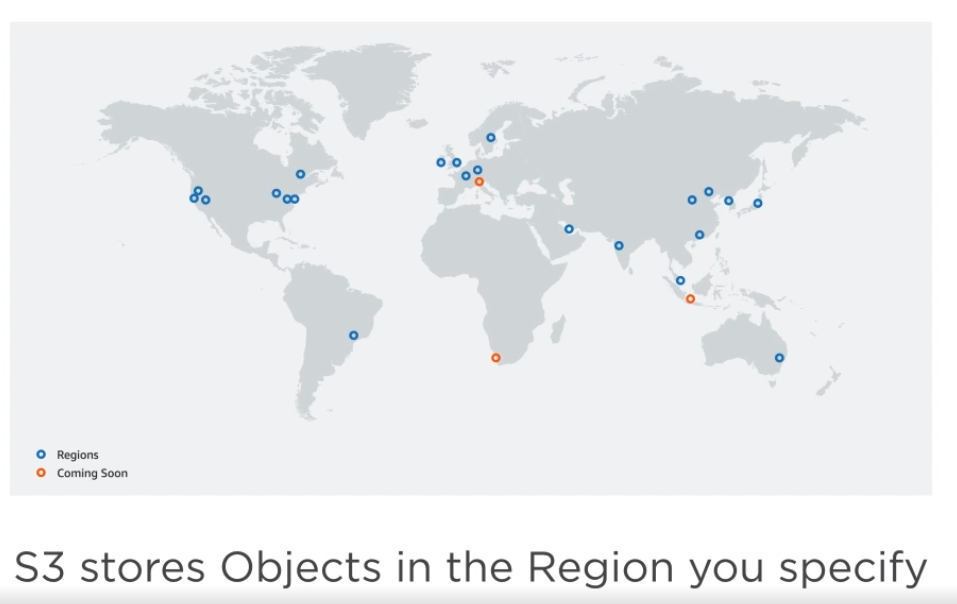 Regions
Coming Soon
S3 stores Objects in the Region you specify